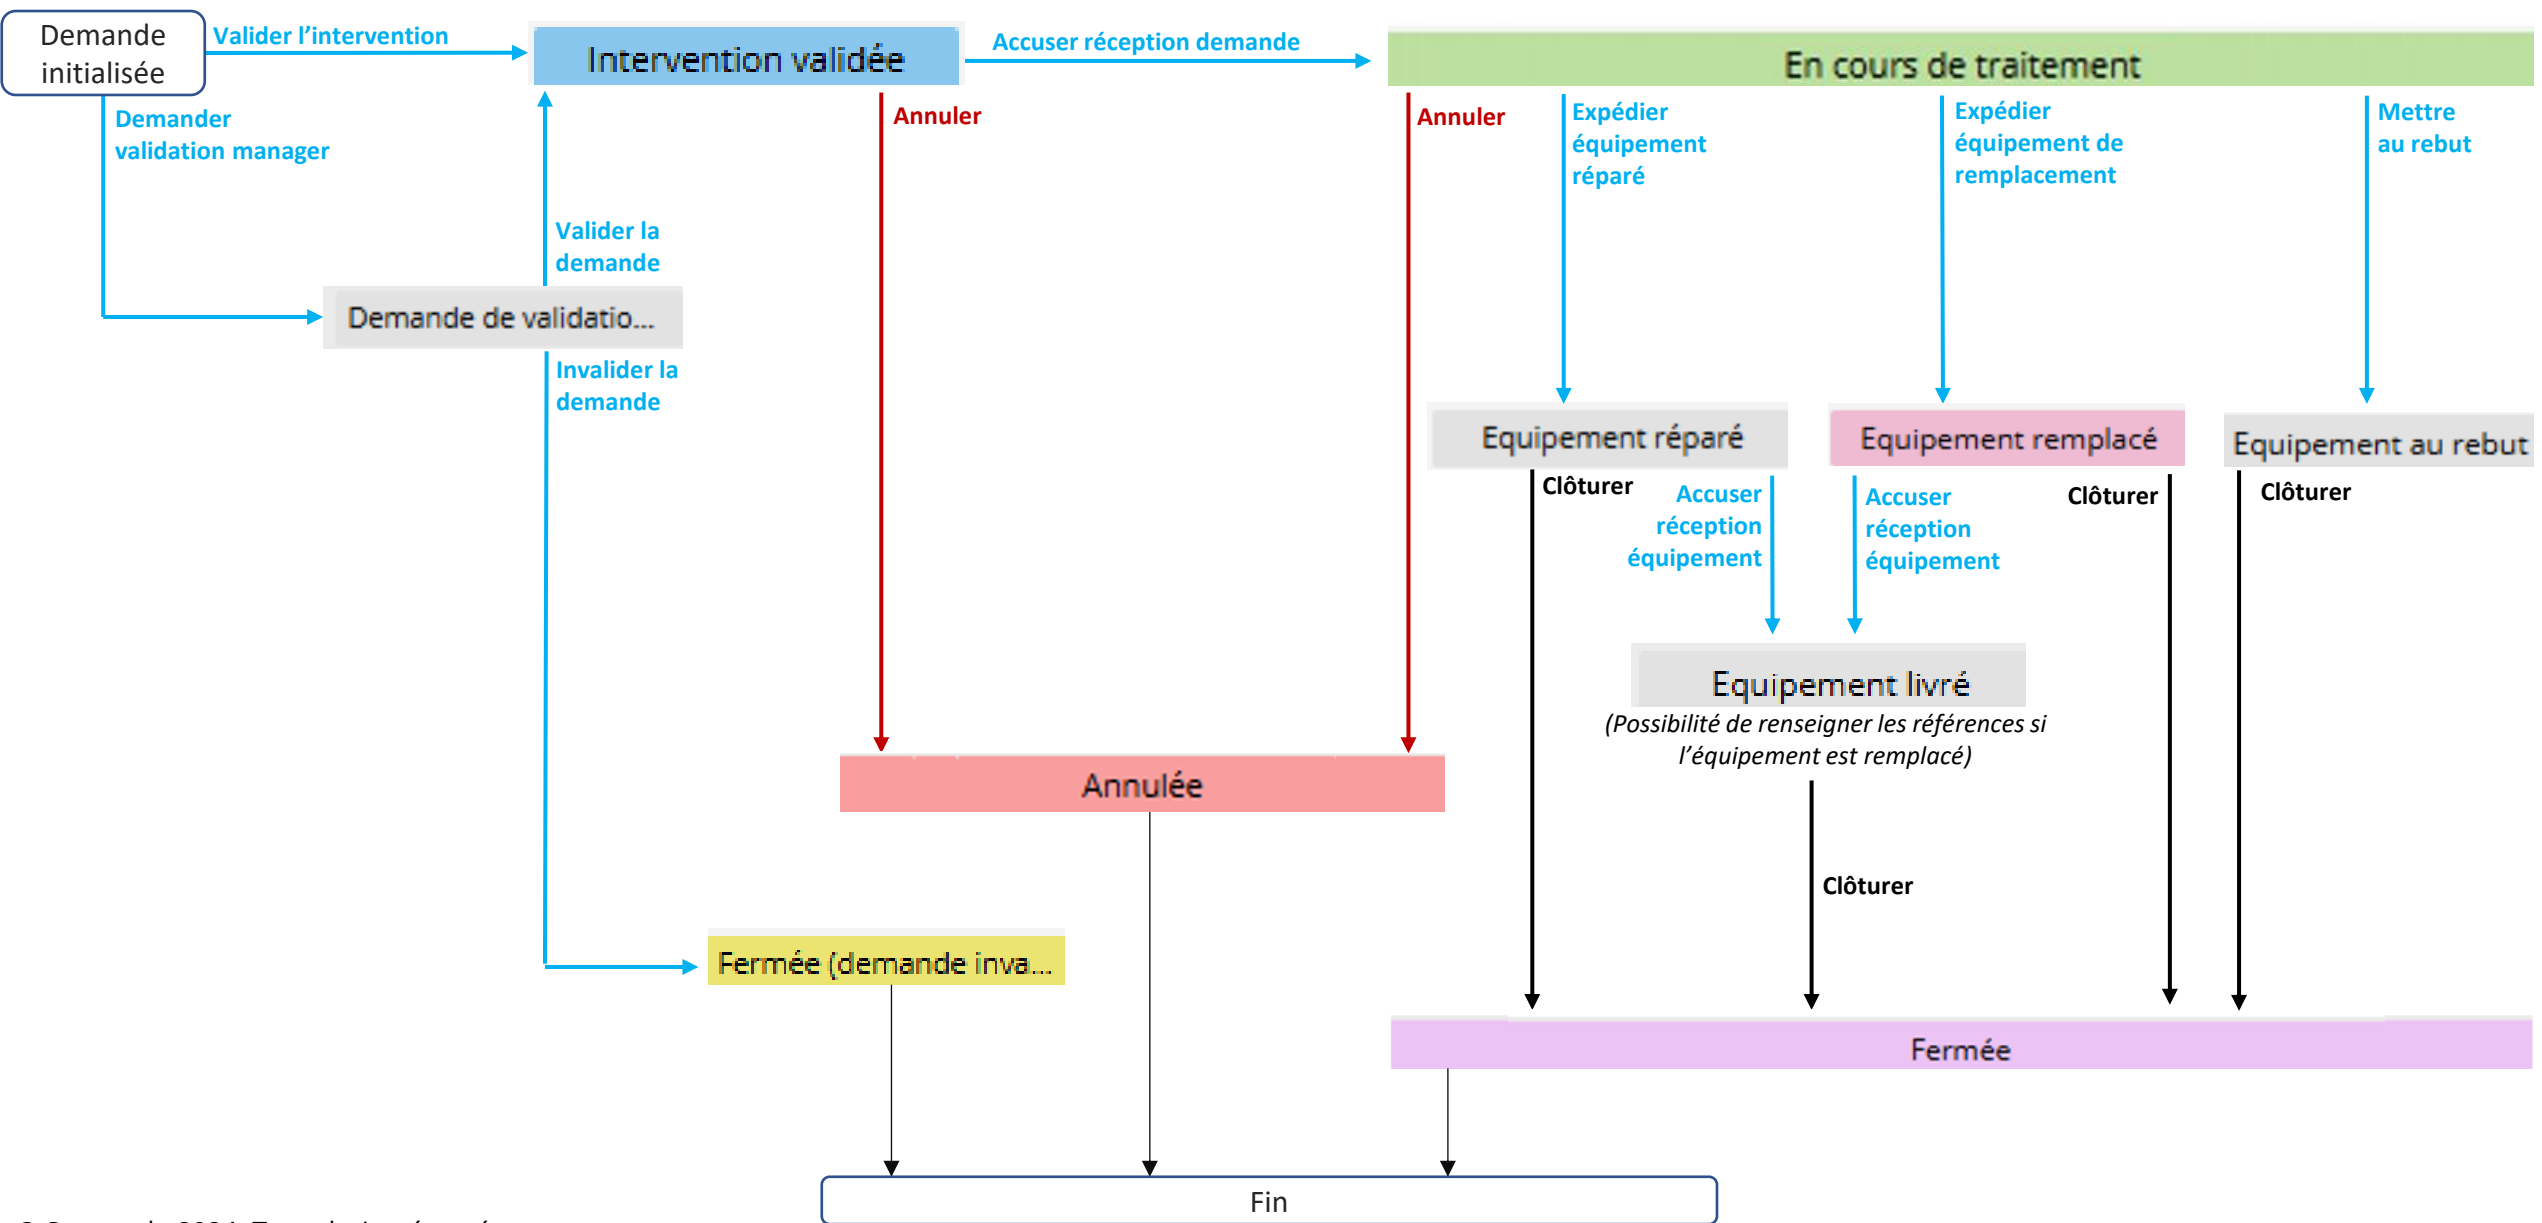 Demande
initialisée
Valider l’intervention
Intervention validée
Accuser réception demande
En cours de traitement
Demander
validation manager
Annuler
Annuler
Expédier
équipement
réparé
Expédier
équipement de
remplacement
Mettre
au rebut
Valider la
demande
Demande de validatio...
Invalider la
demande
Equipement réparé
Equipement remplacé
Equipement au rebut
Clôturer
Accuser
réception
équipement
Accuser
réception
équipement
Clôturer
Clôturer
Equipement livré
(Possibilité de renseigner les références si
l’équipement est remplacé)
Annulée
Clôturer
Fermée (demande inva...
Fermée
Fin